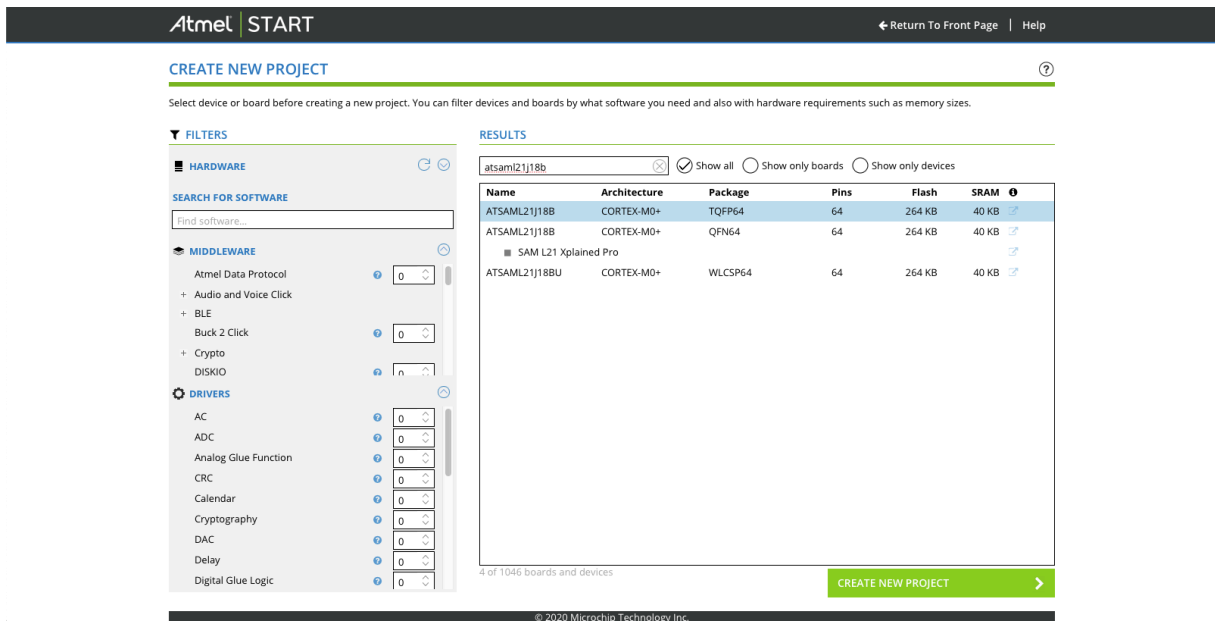 Atmel START
Return To Front Page | Help
CREATE NEW PROJECT
Select device or board before creating a new project. You can filter devices and boards by what software you need and also with hardware requirements such as memory sizes.
FILTERS
HARDWARE
SEARCH FOR SOFTWARE
Find software...
MIDDLEWARE
Atmel Data Protocol 0
+ Audio and Voice Click
+ BLE
Buck 2 Click 0
+ Crypto
DISKIO 0
DRIVERS
AC 0
ADC 0
Analog Glue Function 0
CRC 0
Calendar 0
Cryptography 0
DAC 0
Delay 0
Digital Glue Logic 0
RESULTS
atsaml21j18b Show all Show only boards Show only devices
Name Architecture Package Pins Flash SRAM
ATSAML21J18B CORTEX-M0+ TQFP64 64 264 KB 40 KB
ATSAML21J18B CORTEX-M0+ QFN64 64 264 KB 40 KB
SAM L21 Xplained Pro
ATSAML21J18BU CORTEX-M0+ WLCSP64 64 264 KB 40 KB
4 of 1046 boards and devices
CREATE NEW PROJECT
© 2020 Microchip Technology Inc.